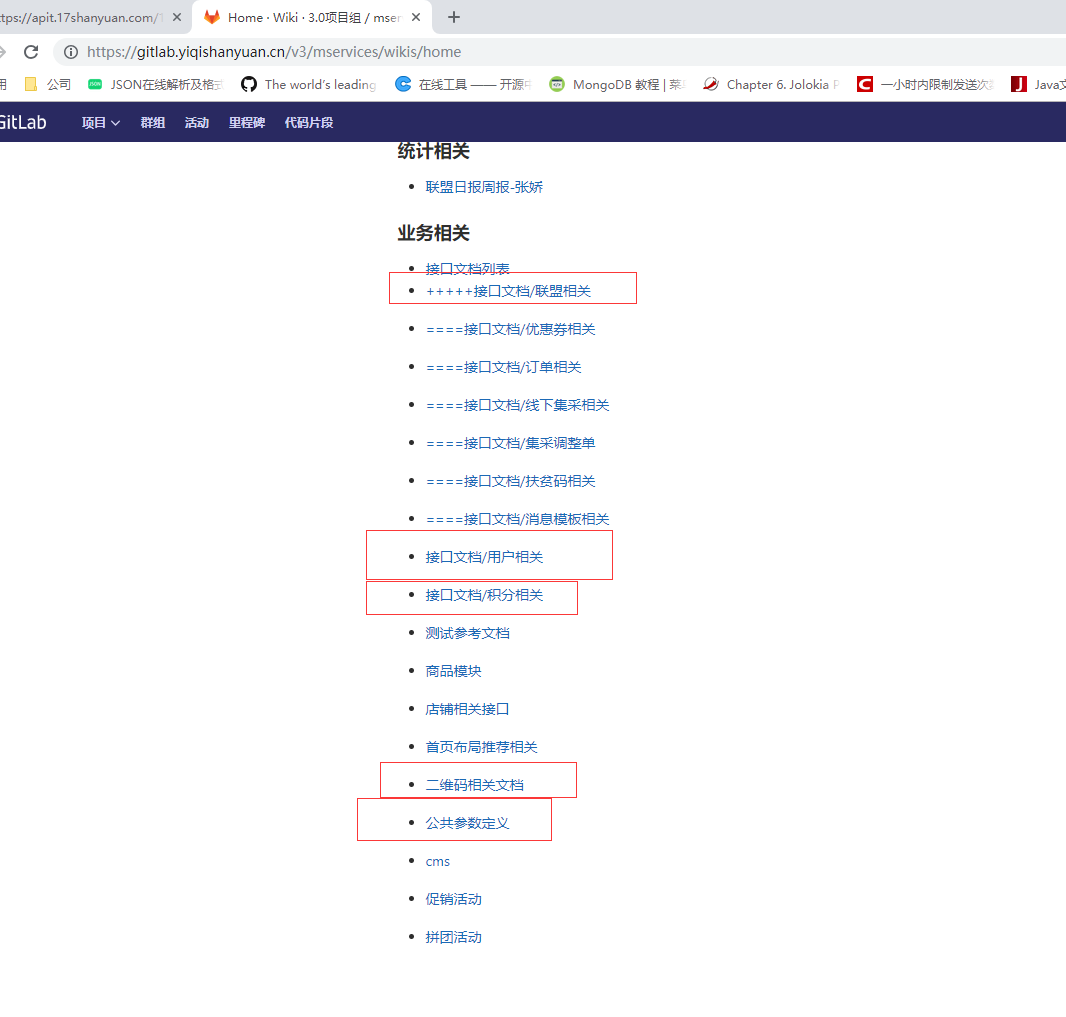 ttps://apit.17shanyuan.com/1
Home · Wiki · 3.0项目组 / mser
https://gitlab.yiqishanyuan.cn/v3/mservices/wikis/home
用 公司 JSON在线解析及格式 The world's leading 在线工具 —— 开源中 MongoDB 教程 | 菜 Chapter 6. Jolokia P 一小时内限制发送次数 Java文
GitLab 项目 群组 活动 里程碑 代码片段
统计相关
联盟日报周报-张娇
业务相关
接口文档列表
+++++接口文档/联盟相关
====接口文档/优惠券相关
====接口文档/订单相关
====接口文档/线下集采相关
====接口文档/集采调整单
====接口文档/扶贫码相关
====接口文档/消息模板相关
接口文档/用户相关
接口文档/积分相关
测试参考文档
商品模块
店铺相关接口
首页布局推荐相关
二维码相关文档
公共参数定义
cms
促销活动
拼团活动